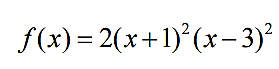 f(x) = 2(x+1)²(x−3)²